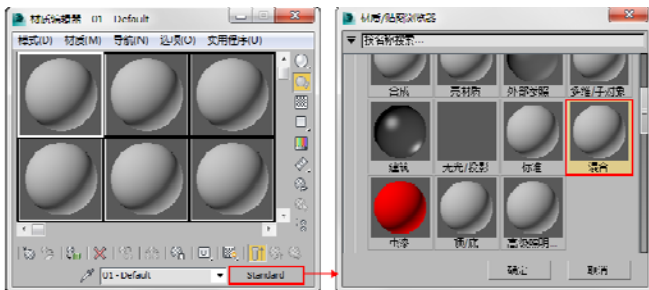 材质编辑器 - 01 - Default
模式(D) 材质(M) 导航(N) 选项(O) 实用程序(U)
01 - Default
Standard
材质/贴图浏览器
按名称搜索...
合成 壳材质 外部参照 多维/子对象
建筑 无光/投影 标准 混合
虫漆 顶/底 高级照明...
确定 取消